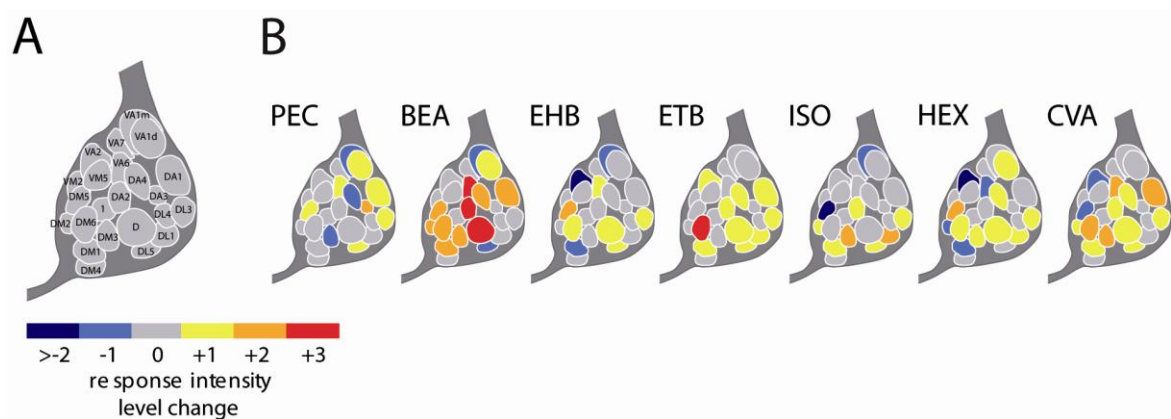 A
B
PEC
BEA
EHB
ETB
ISO
HEX
CVA
VA1m
VA1d
VA7
VA2
VA6
VM2
VM5
DA4
DA1
DM5
DA2
DA3
1
DL4
DL3
DM2
DM6
D
DM3
DL1
DM1
DL5
DM4
>-2 -1 0 +1 +2 +3
re sponse intensity
level change